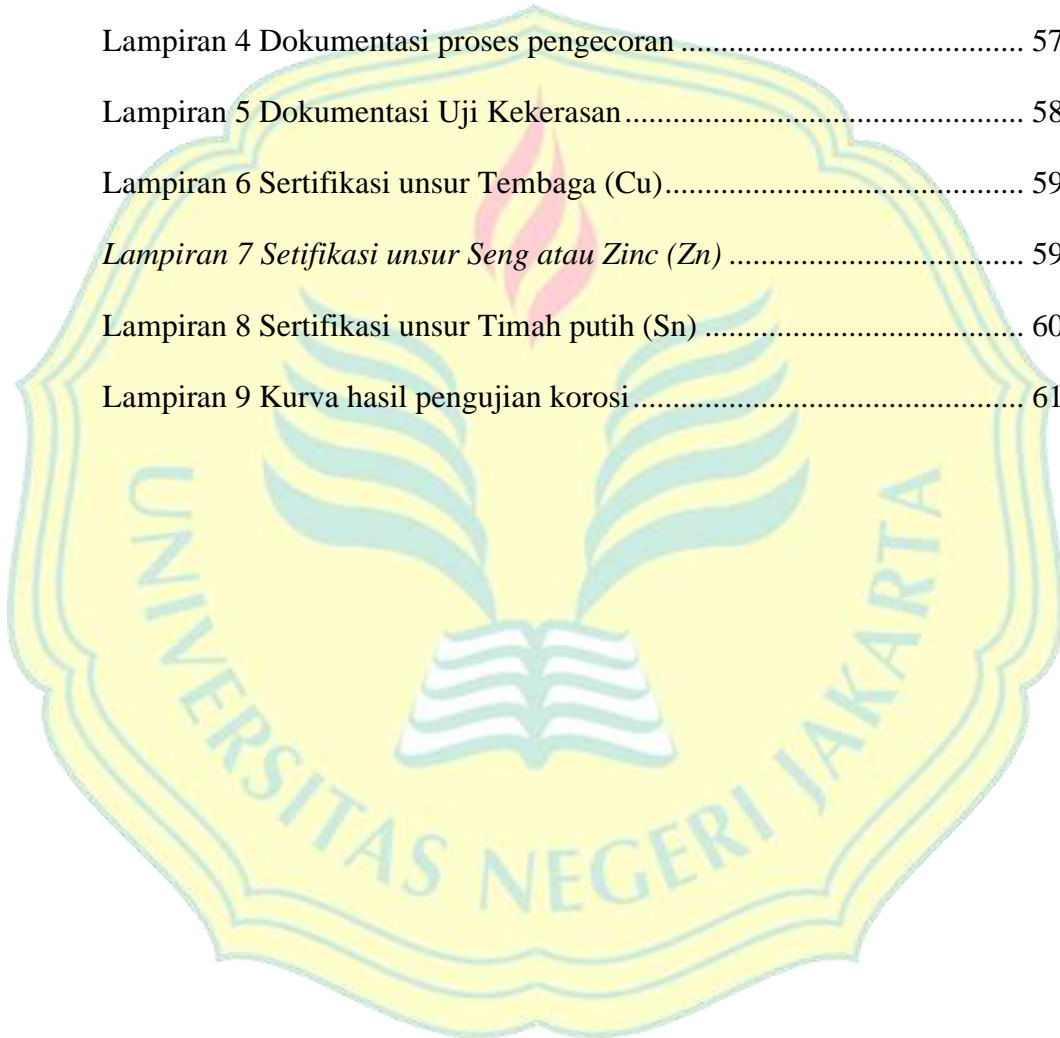 Lampiran 4 Dokumentasi proses pengecoran .................................... 57
Lampiran 5 Dokumentasi Uji Kekerasan .......................................... 58
Lampiran 6 Sertifikasi unsur Tembaga (Cu) ...................................... 59
Lampiran 7 Setifikasi unsur Seng atau Zinc (Zn) ............................... 59
Lampiran 8 Sertifikasi unsur Timah putih (Sn) .................................. 60
Lampiran 9 Kurva hasil pengujian korosi .......................................... 61
UNIVERSITAS NEGERI JAKARTA